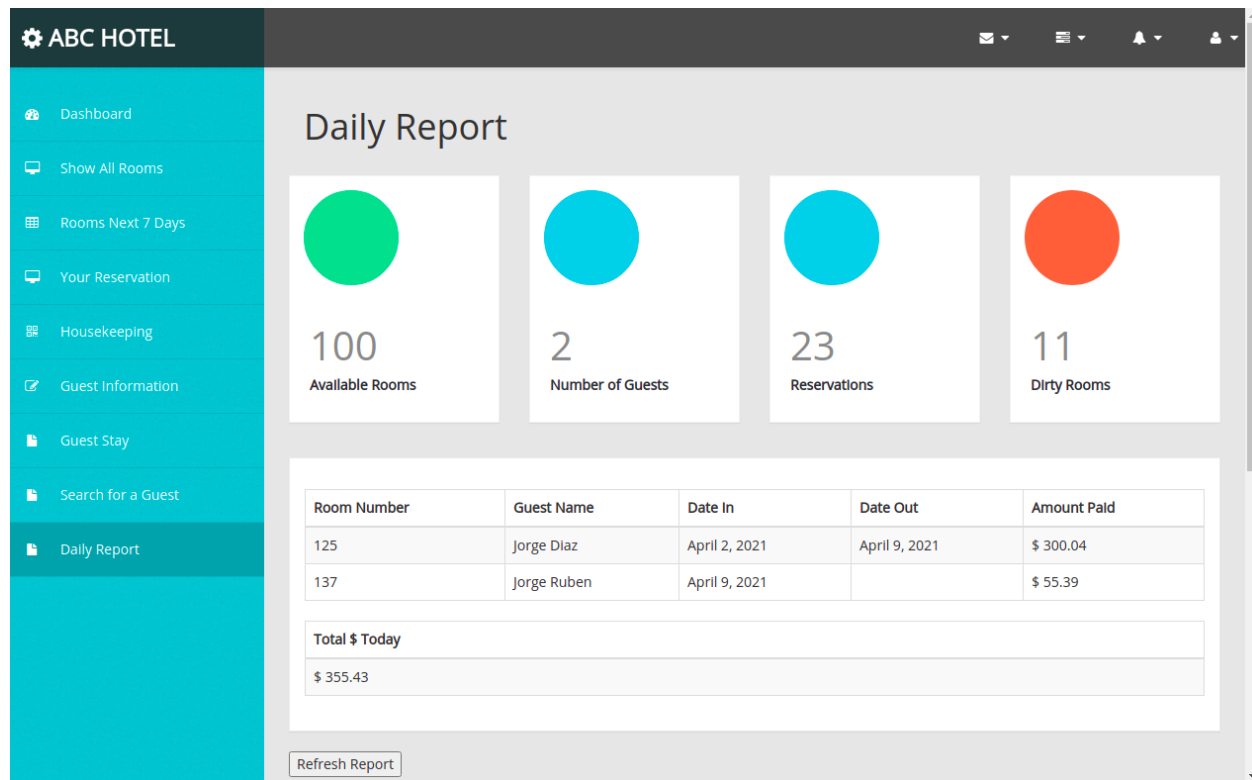 ABC HOTEL
Dashboard
Show All Rooms
Rooms Next 7 Days
Your Reservation
Housekeeping
Guest Information
Guest Stay
Search for a Guest
Daily Report
Daily Report
100
Available Rooms
2
Number of Guests
23
Reservations
11
Dirty Rooms
Room Number Guest Name Date In Date Out Amount Paid
125 Jorge Diaz April 2, 2021 April 9, 2021 $ 300.04
137 Jorge Ruben April 9, 2021 $ 55.39
Total $ Today
$ 355.43
Refresh Report